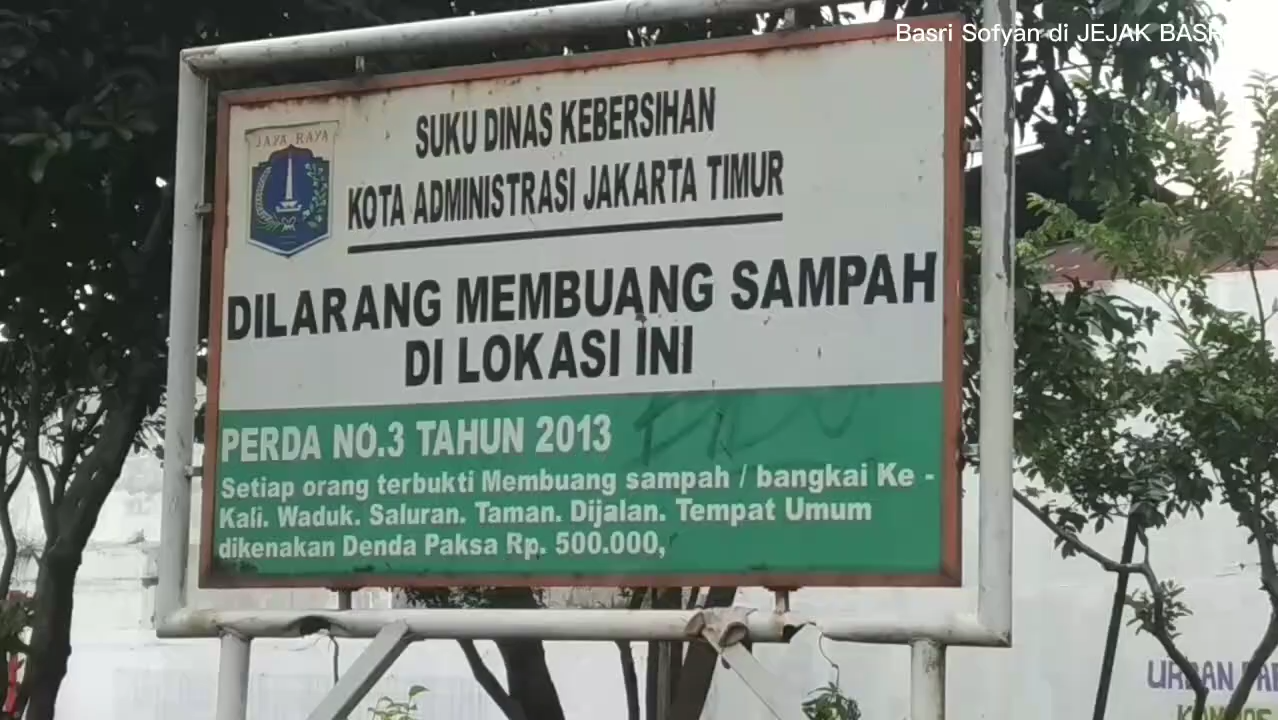 Basri Sofyan di JEJAK
JAYA RAYA
SUKU DINAS KEBERSIHAN
KOTA ADMINISTRASI JAKARTA TIMUR
DILARANG MEMBUANG SAMPAH
DI LOKASI INI
PERDA NO.3 TAHUN 2013
Setiap orang terbukti Membuang sampah / bangkai Ke -
Kali. Waduk. Saluran. Taman. Dijalan. Tempat Umum
dikenakan Denda Paksa Rp. 500.000,
URBAN